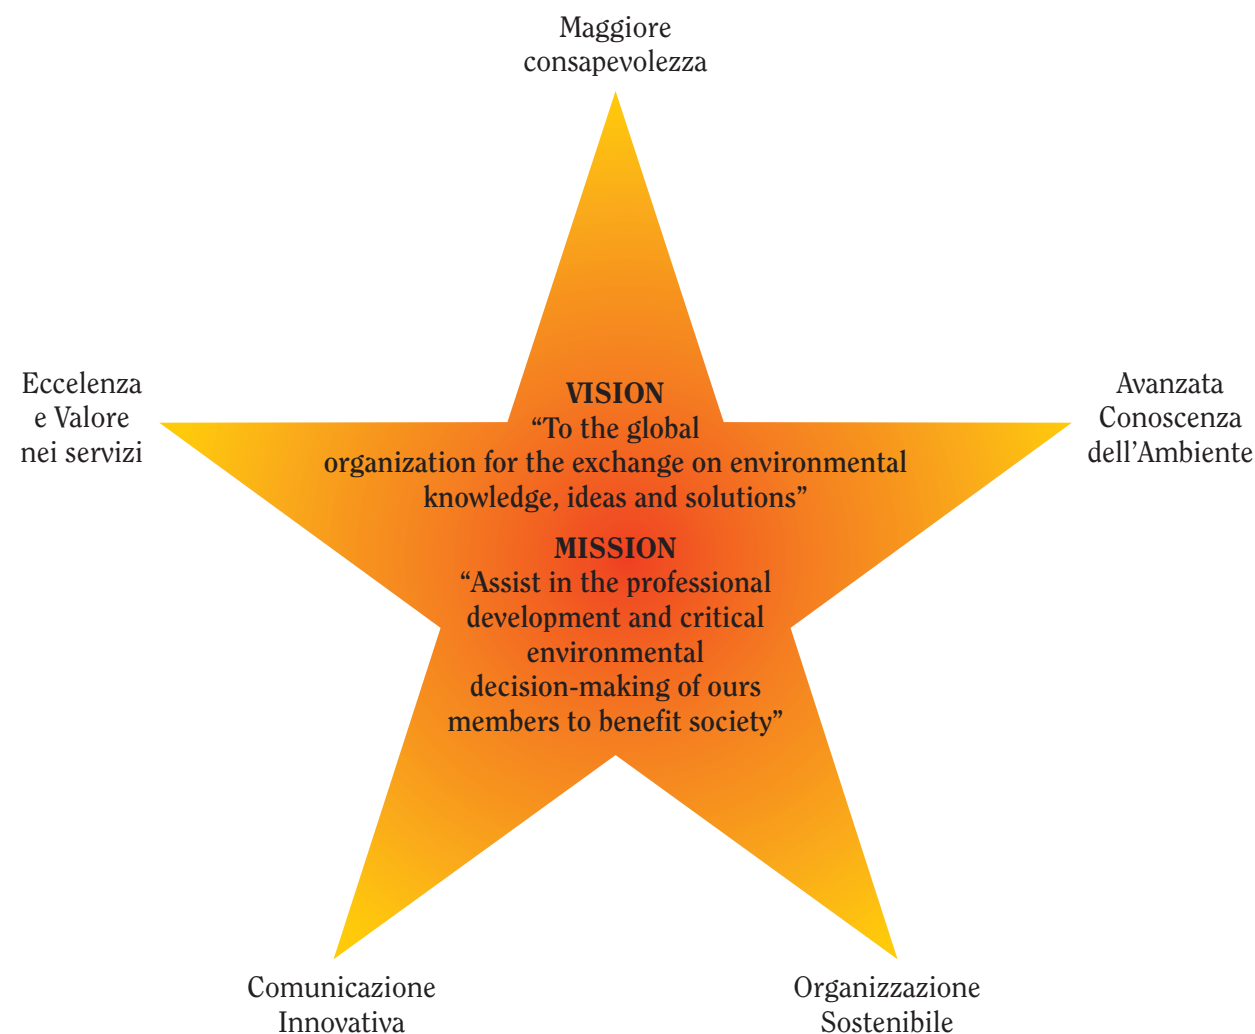 Maggiore
consapevolezza
Eccelenza
e Valore
nei servizi
Avanzata
Conoscenza
dell'Ambiente
VISION
“To the global
organization for the exchange on environmental
knowledge, ideas and solutions”
MISSION
“Assist in the professional
development and critical
environmental
decision-making of ours
members to benefit society”
Comunicazione
Innovativa
Organizzazione
Sostenibile